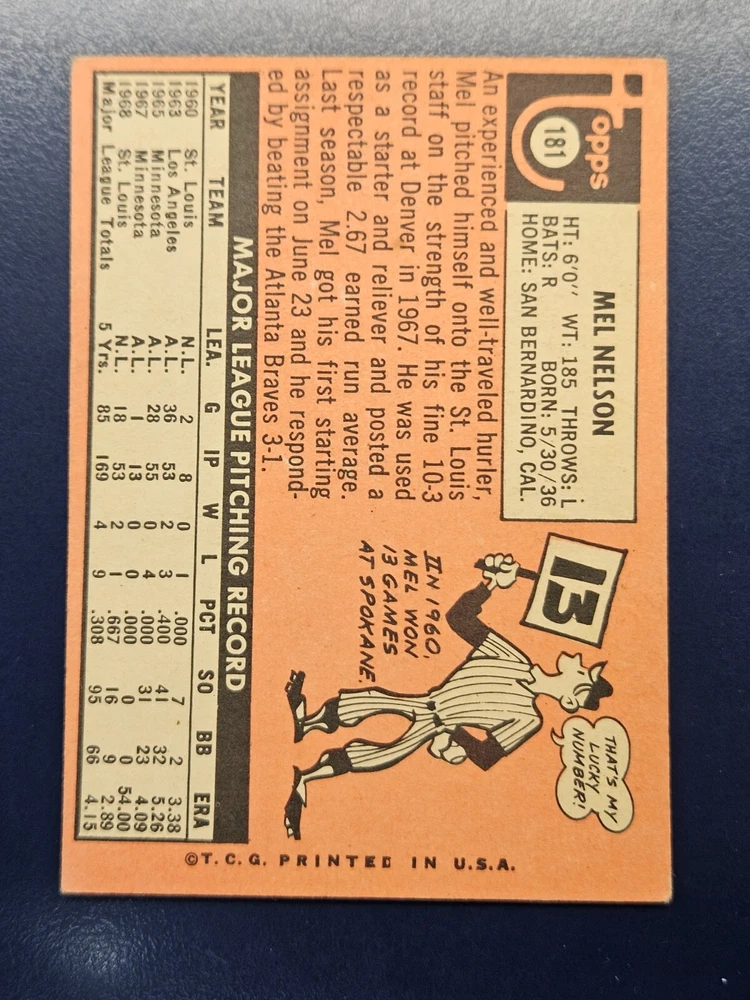 topps
181
MEL NELSON
HT: 6'0" WT: 185 THROWS: L
BATS: R BORN: 5/30/36
HOME: SAN BERNARDINO, CAL.
An experienced and well-traveled hurler,
Mel pitched himself onto the St. Louis
staff on the strength of his fine 10-3
record at Denver in 1967. He was used
as a starter and reliever and posted a
respectable 2.67 earned run average.
Last season, Mel got his first starting
assignment on June 23 and he respond-
ed by beating the Atlanta Braves 3-1.
13
THAT'S MY
LUCKY
NUMBER!
IN 1960,
MEL WON
13 GAMES
AT SPOKANE.
MAJOR LEAGUE PITCHING RECORD
YEAR TEAM LEA. G IP W L PCT SO BB ERA
1960 St. Louis N.L. 2 8 0 1 .000 7 2 3.38
1963 Los Angeles A.L. 36 53 2 3 .400 41 32 5.26
1965 Minnesota A.L. 28 55 0 4 .000 31 23 4.09
1967 Minnesota A.L. 1 ⅓ 0 0 .000 0 0 54.00
1968 St. Louis N.L. 18 53 2 1 .667 16 9 2.89
Major League Totals 5 Yrs. 85 169 4 9 .308 95 66 4.15
©T.C.G. PRINTED IN U.S.A.